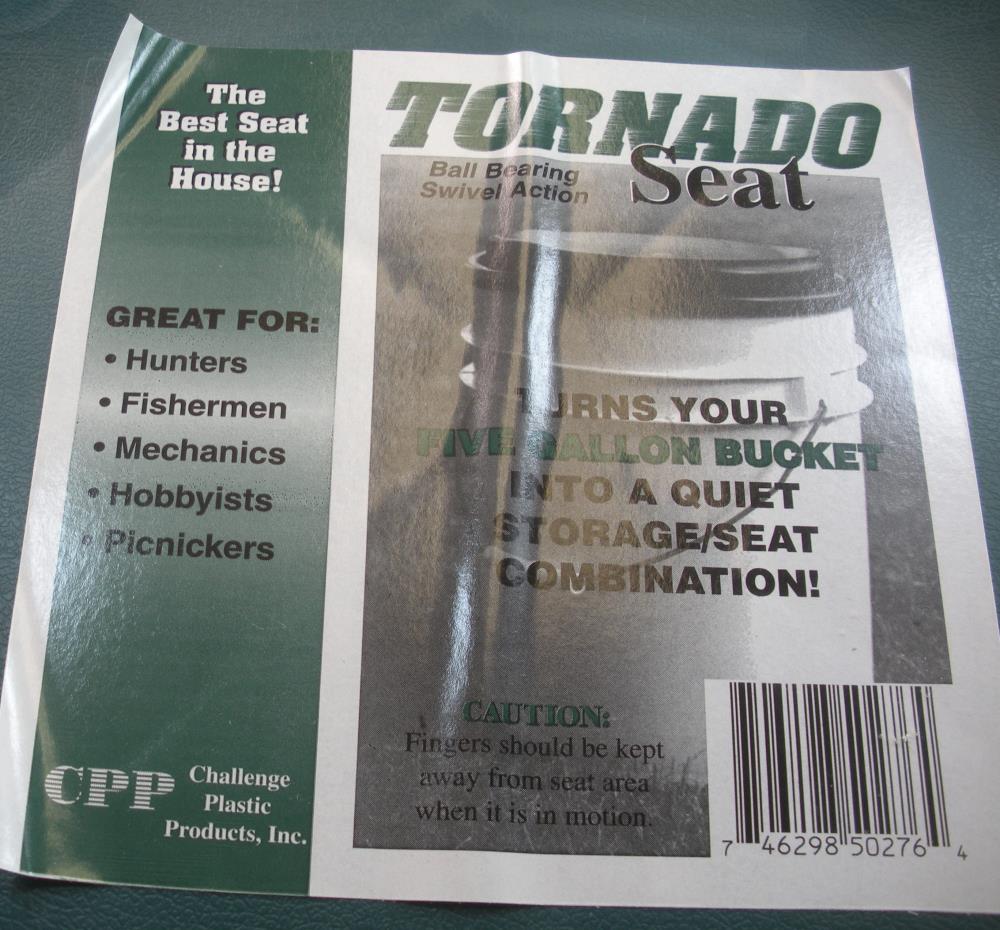 The
Best Seat
in the
House!
GREAT FOR:
• Hunters
• Fishermen
• Mechanics
• Hobbyists
• Picnickers
CPP
Challenge
Plastic
Products, Inc.
TORNADO
Seat
Ball Bearing
Swivel Action
TURNS YOUR
FIVE GALLON BUCKET
INTO A QUIET
STORAGE/SEAT
COMBINATION!
CAUTION:
Fingers should be kept
away from seat area
when it is in motion.
7 46298 50276 4